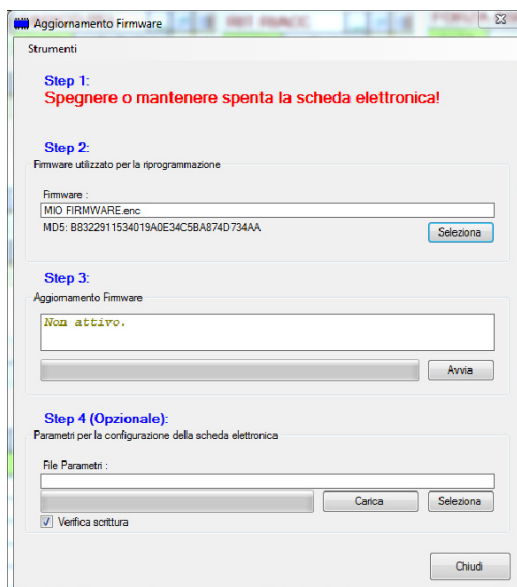 Aggiornamento Firmware
Strumenti
Step 1:
Spegnere o mantenere spenta la scheda elettronica!
Step 2:
Firmware utilizzato per la riprogrammazione
Firmware :
MIO FIRMWARE.enc
MD5: B8322911534019A0E34C5BA874D734AA
Seleziona
Step 3:
Aggiornamento Firmware
Non attivo.
Avvia
Step 4 (Opzionale):
Parametri per la configurazione della scheda elettronica
File Parametri :
Carica
Seleziona
Verifica scrittura
Chiudi